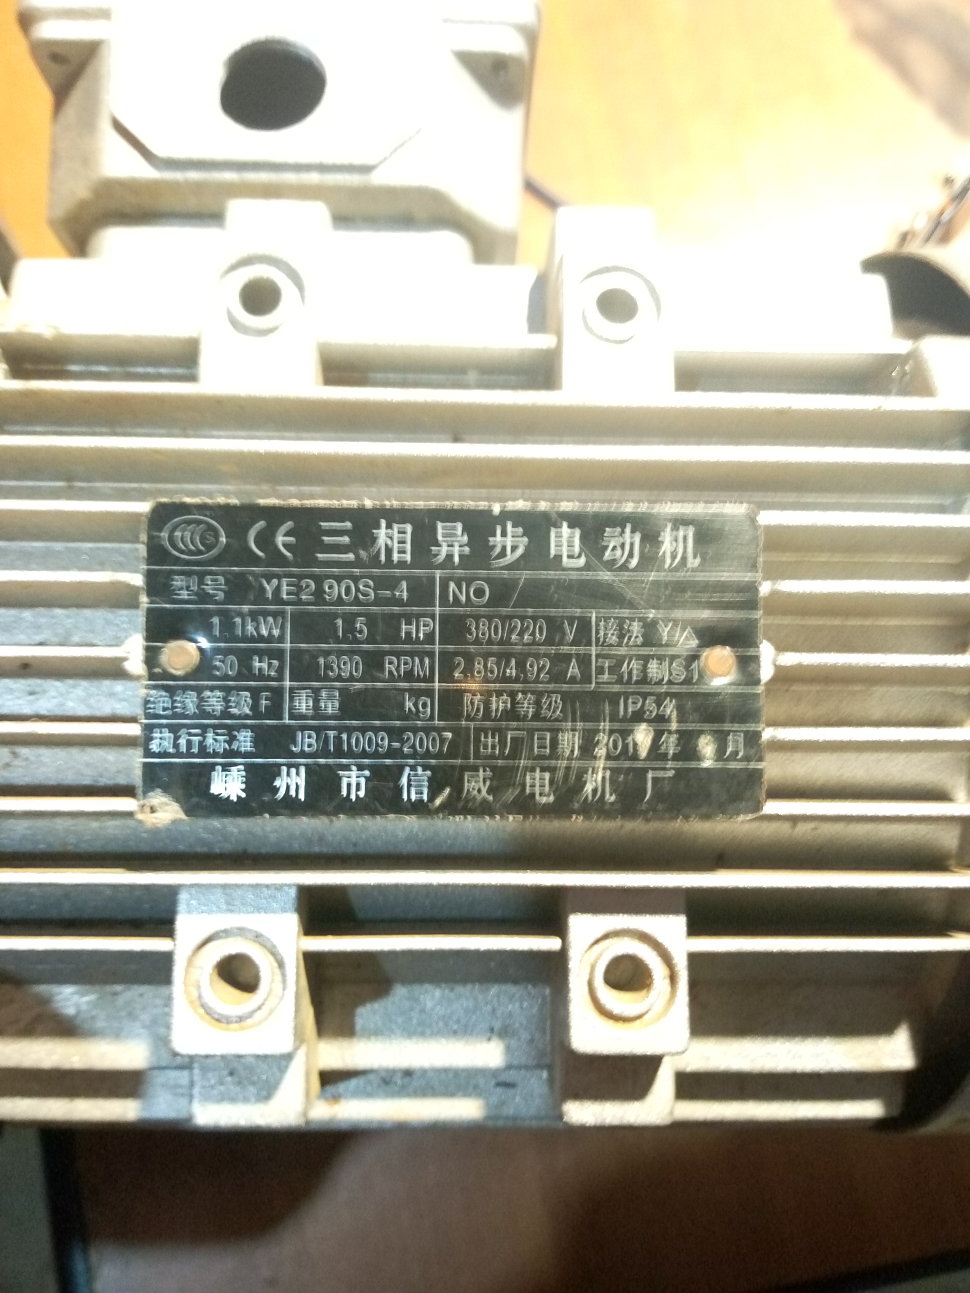 CCC S CE 三相异步电动机
型号 YE2 90S-4 NO
1.1kW 1.5 HP 380/220 V 接法 Y/△
50 Hz 1390 RPM 2.85/4.92 A 工作制S1
绝缘等级 F 重量 kg 防护等级 IP54
执行标准 JB/T1009-2007 出厂日期 年 月
嵊州市信威电机厂